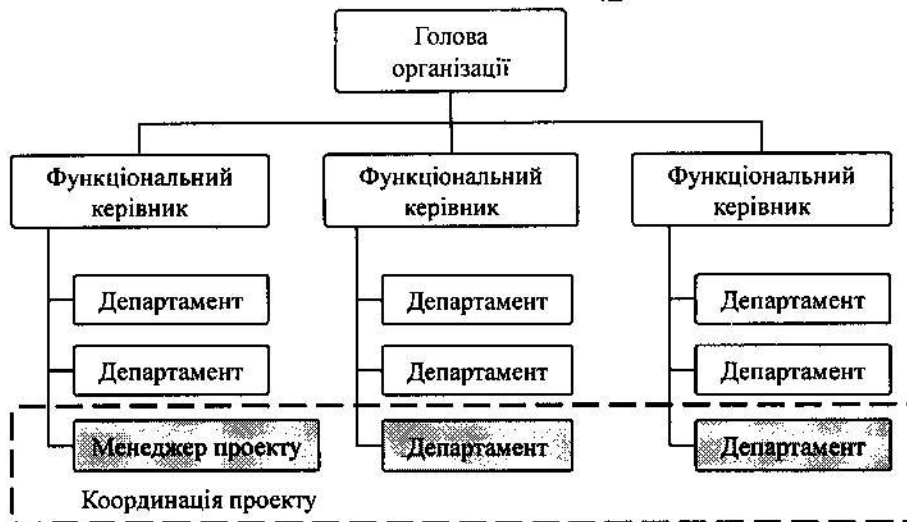 Голова
організації
Функціональний
керівник
Функціональний
керівник
Функціональний
керівник
Департамент
Департамент
Департамент
Департамент
Департамент
Департамент
Менеджер проекту
Департамент
Департамент
Координація проекту